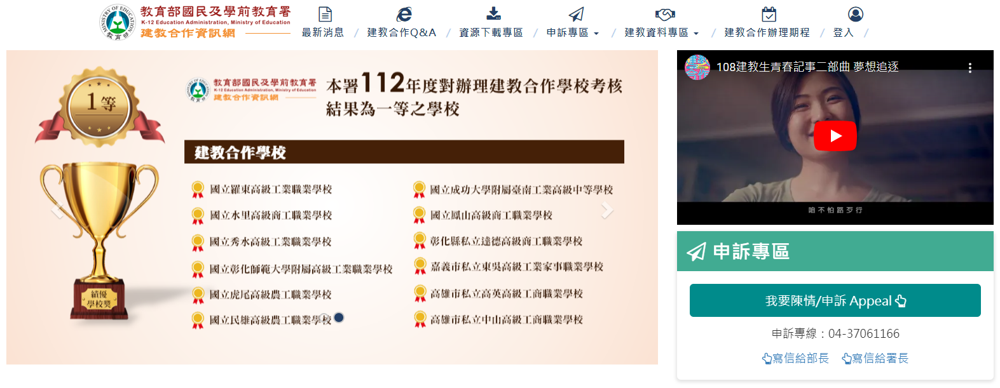 教育部國民及學前教育署
K-12 Education Administration, Ministry of Education
建教合作資訊網
最新消息 / 建教合作Q&A / 資源下載專區 / 申訴專區 / 建教資料專區 / 建教合作辦理期程 / 登入 /
1等
績優
學校獎
教育部國民及學前教育署
K-12 Education Administration, Ministry of Education
建教合作資訊網
本署112年度對辦理建教合作學校考核
結果為一等之學校
建教合作學校
國立羅東高級工業職業學校
國立水里高級商工職業學校
國立秀水高級工業職業學校
國立彰化師範大學附屬高級工業職業學校
國立虎尾高級農工職業學校
國立民雄高級農工職業學校
國立成功大學附屬臺南工業高級中等學校
國立鳳山高級商工職業學校
彰化縣私立達德高級商工職業學校
嘉義市私立東吳高級工業家事職業學校
高雄市私立高英高級工商職業學校
高雄市私立中山高級工商職業學校
108建教生青春記事二部曲 夢想追逐
咱不怕路歹行
申訴專區
我要陳情/申訴 Appeal
申訴專線：04-37061166
寫信給部長 寫信給署長